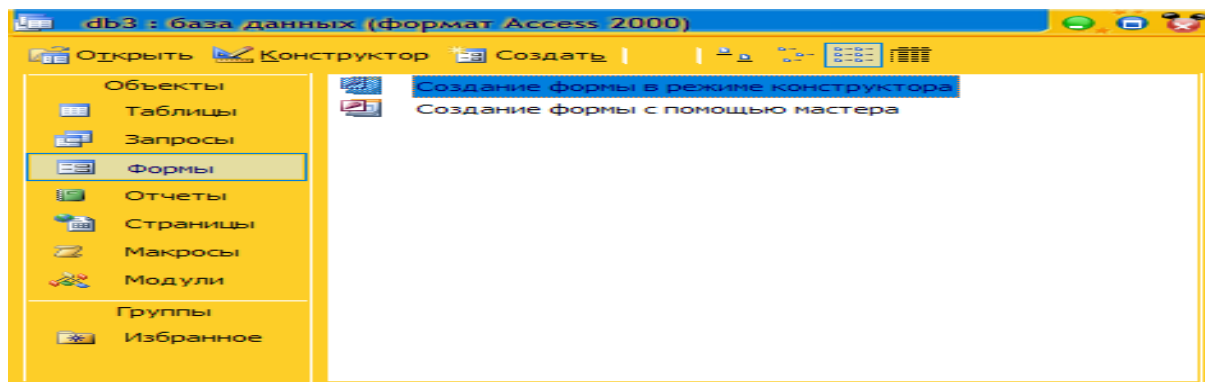 db3 : база данных (формат Access 2000)
Открыть Конструктор Создать
Объекты
Таблицы
Запросы
Формы
Отчеты
Страницы
Макросы
Модули
Группы
Избранное
Создание формы в режиме конструктора
Создание формы с помощью мастера